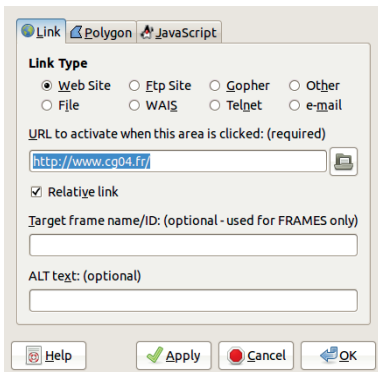 Link Polygon JavaScript
Link Type
Web Site Ftp Site Gopher Other
File WAIS Telnet e-mail
URL to activate when this area is clicked: (required)
http://www.cg04.fr/
Relative link
Target frame name/ID: (optional - used for FRAMES only)
ALT text: (optional)
Help Apply Cancel OK